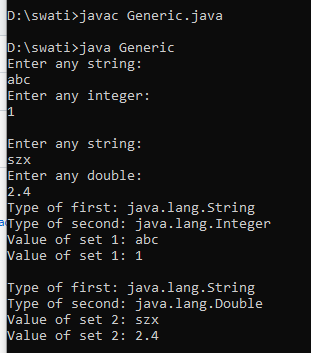 D:\swati>javac Generic.java
D:\swati>java Generic
Enter any string:
abc
Enter any integer:
1
Enter any string:
szx
Enter any double:
2.4
Type of first: java.lang.String
Type of second: java.lang.Integer
Value of set 1: abc
Value of set 1: 1
Type of first: java.lang.String
Type of second: java.lang.Double
Value of set 2: szx
Value of set 2: 2.4